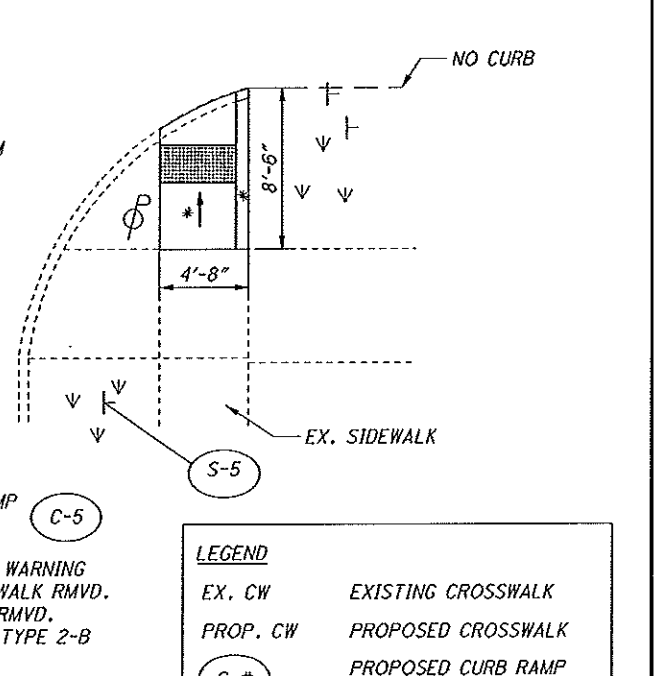 NO CURB
8'-6"
*
*
4'-8"
EX. SIDEWALK
S-5
C-5
WARNING
RMVD.
RMVD.
TYPE 2-B
LEGEND
EX. CW EXISTING CROSSWALK
PROP. CW PROPOSED CROSSWALK
PROPOSED CURB RAMP